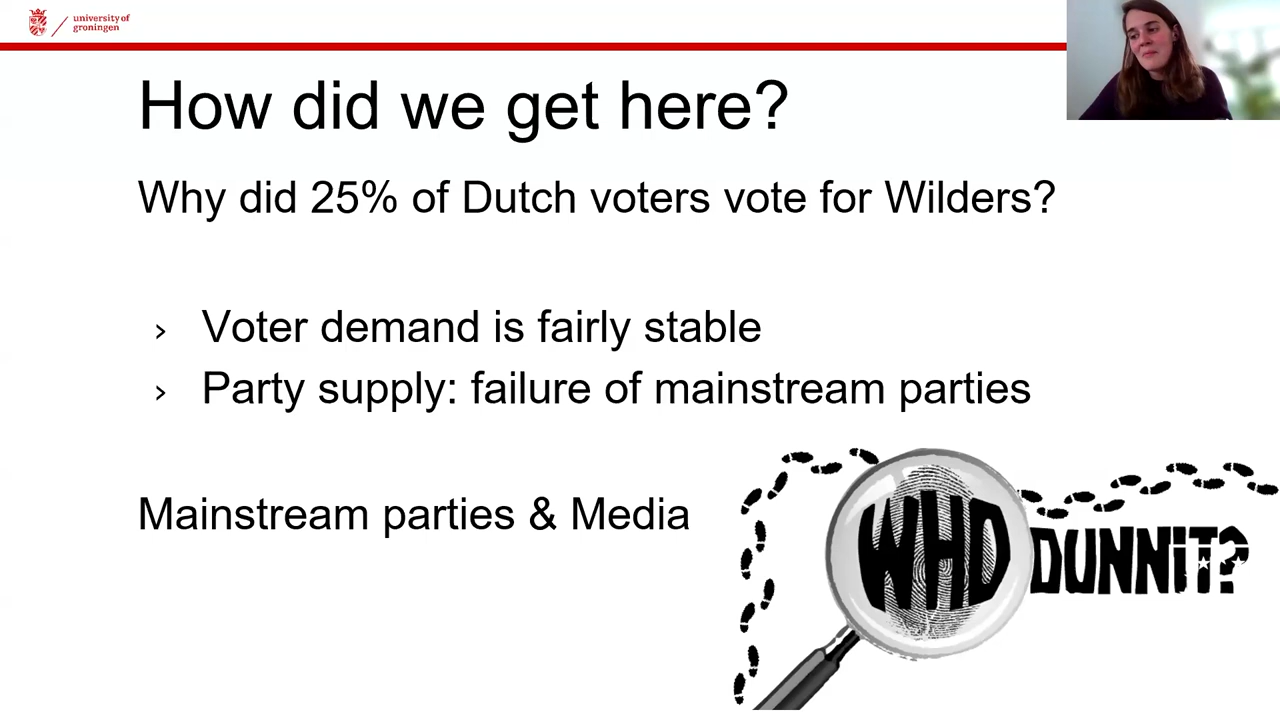 university of
groningen
How did we get here?
Why did 25% of Dutch voters vote for Wilders?
› Voter demand is fairly stable
› Party supply: failure of mainstream parties
Mainstream parties & Media
WHO DUNNiT?